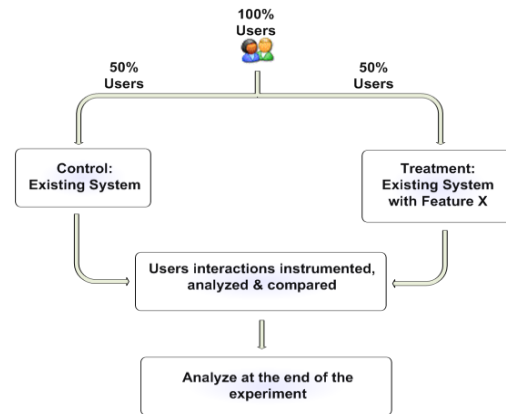 100%
Users
50%
Users
50%
Users
Control:
Existing System
Treatment:
Existing System
with Feature X
Users interactions instrumented,
analyzed & compared
Analyze at the end of the
experiment